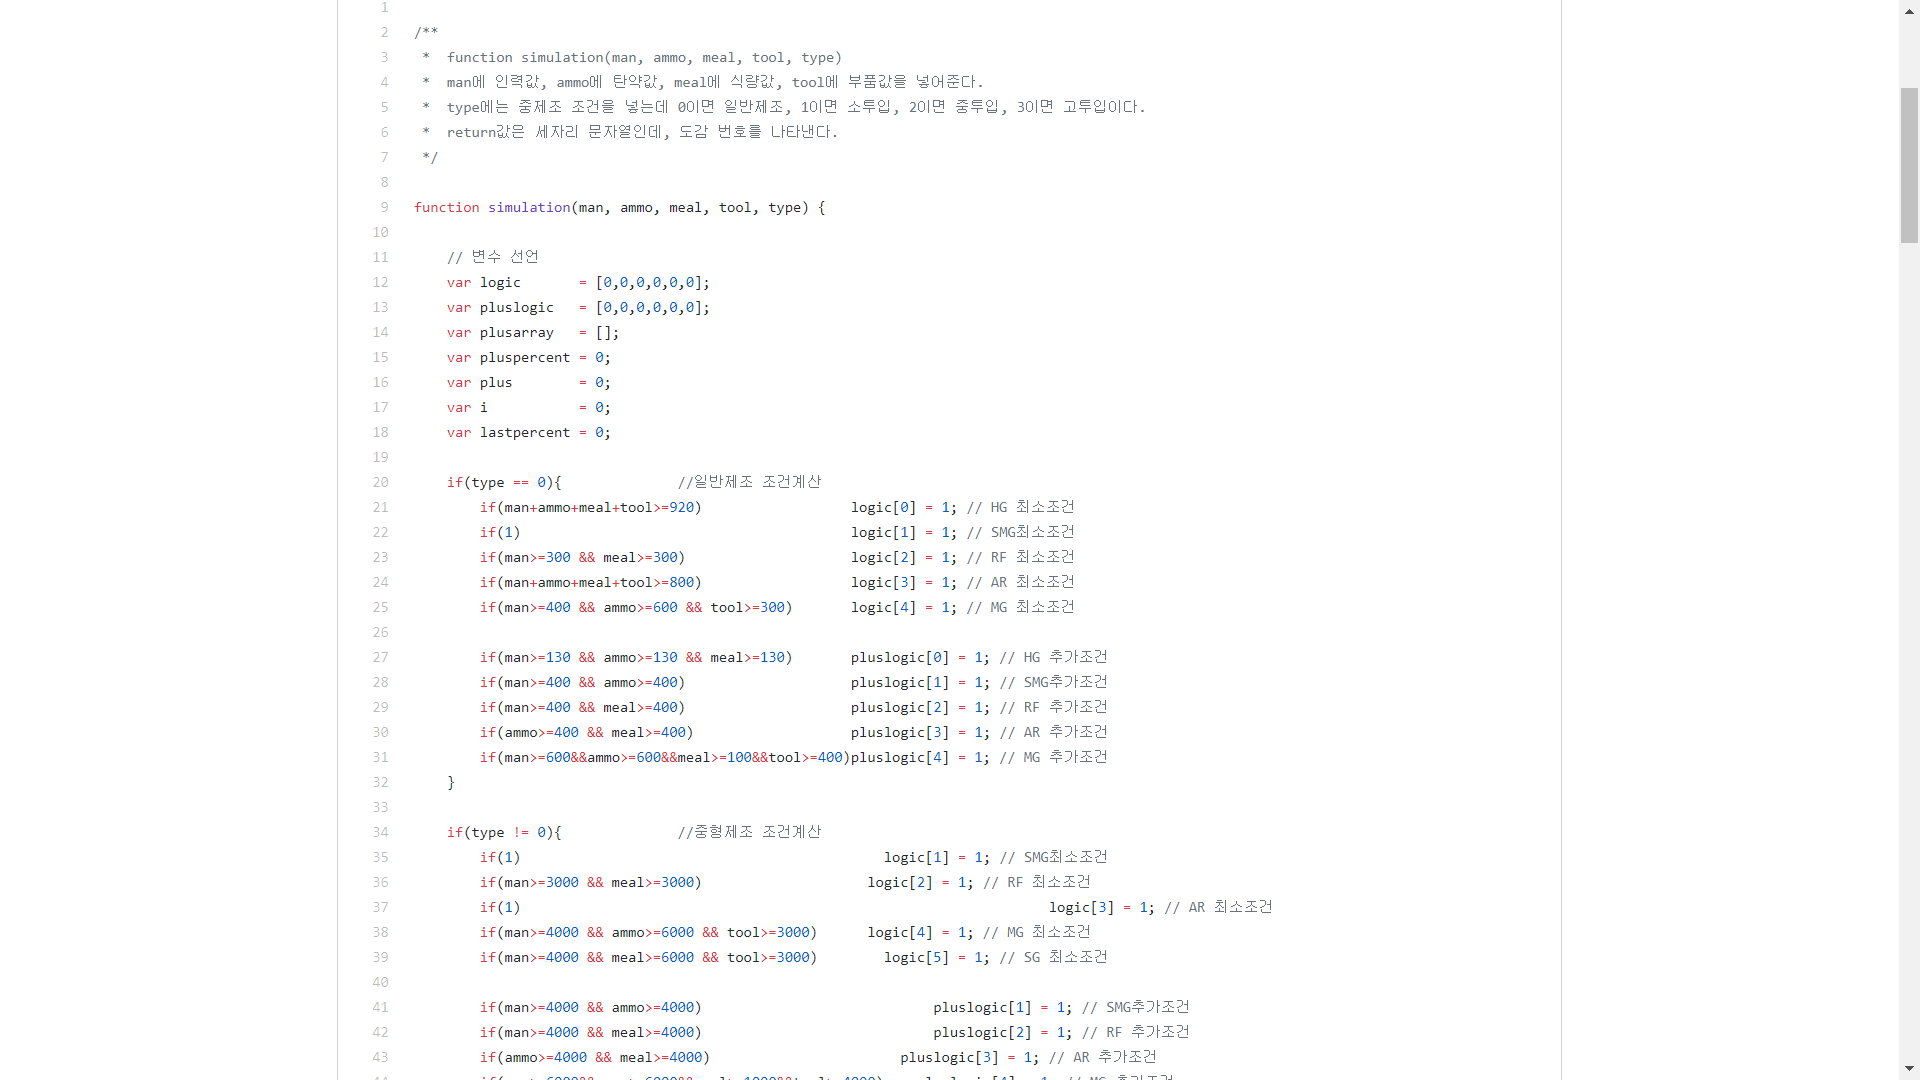 1
2 /**
3  *  function simulation(man, ammo, meal, tool, type)
4  *  man에 인력값, ammo에 탄약값, meal에 식량값, tool에 부품값을 넣어준다.
5  *  type에는 중제조 조건을 넣는데 0이면 일반제조, 1이면 소투입, 2이면 중투입, 3이면 고투입이다.
6  *  return값은 세자리 문자열인데, 도감 번호를 나타낸다.
7  */
8
9 function simulation(man, ammo, meal, tool, type) {
10
11     // 변수 선언
12     var logic       = [0,0,0,0,0,0];
13     var pluslogic   = [0,0,0,0,0,0];
14     var plusarray   = [];
15     var pluspercent = 0;
16     var plus        = 0;
17     var i           = 0;
18     var lastpercent = 0;
19
20     if(type == 0){              //일반제조 조건계산
21         if(man+ammo+meal+tool>=920)                  logic[0] = 1; // HG 최소조건
22         if(1)                                        logic[1] = 1; // SMG최소조건
23         if(man>=300 && meal>=300)                    logic[2] = 1; // RF 최소조건
24         if(man+ammo+meal+tool>=800)                  logic[3] = 1; // AR 최소조건
25         if(man>=400 && ammo>=600 && tool>=300)       logic[4] = 1; // MG 최소조건
26
27         if(man>=130 && ammo>=130 && meal>=130)       pluslogic[0] = 1; // HG 추가조건
28         if(man>=400 && ammo>=400)                    pluslogic[1] = 1; // SMG추가조건
29         if(man>=400 && meal>=400)                    pluslogic[2] = 1; // RF 추가조건
30         if(ammo>=400 && meal>=400)                   pluslogic[3] = 1; // AR 추가조건
31         if(man>=600&&ammo>=600&&meal>=100&&tool>=400)pluslogic[4] = 1; // MG 추가조건
32     }
33
34     if(type != 0){              //중형제조 조건계산
35         if(1)                                            logic[1] = 1; // SMG최소조건
36         if(man>=3000 && meal>=3000)                    logic[2] = 1; // RF 최소조건
37         if(1)                                                                logic[3] = 1; // AR 최소조건
38         if(man>=4000 && ammo>=6000 && tool>=3000)      logic[4] = 1; // MG 최소조건
39         if(man>=4000 && meal>=6000 && tool>=3000)        logic[5] = 1; // SG 최소조건
40
41         if(man>=4000 && ammo>=4000)                            pluslogic[1] = 1; // SMG추가조건
42         if(man>=4000 && meal>=4000)                            pluslogic[2] = 1; // RF 추가조건
43         if(ammo>=4000 && meal>=4000)                       pluslogic[3] = 1; // AR 추가조건